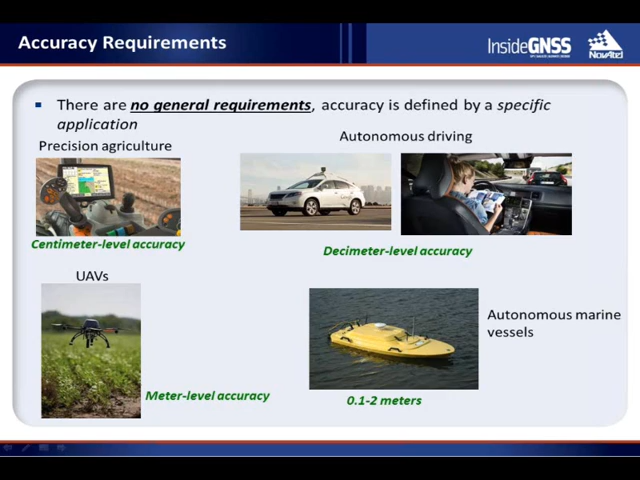 Accuracy Requirements
InsideGNSS
NovAtel
There are no general requirements, accuracy is defined by a specific
application
Precision agriculture
Autonomous driving
Centimeter-level accuracy
Decimeter-level accuracy
UAVs
Autonomous marine
vessels
Meter-level accuracy
0.1-2 meters